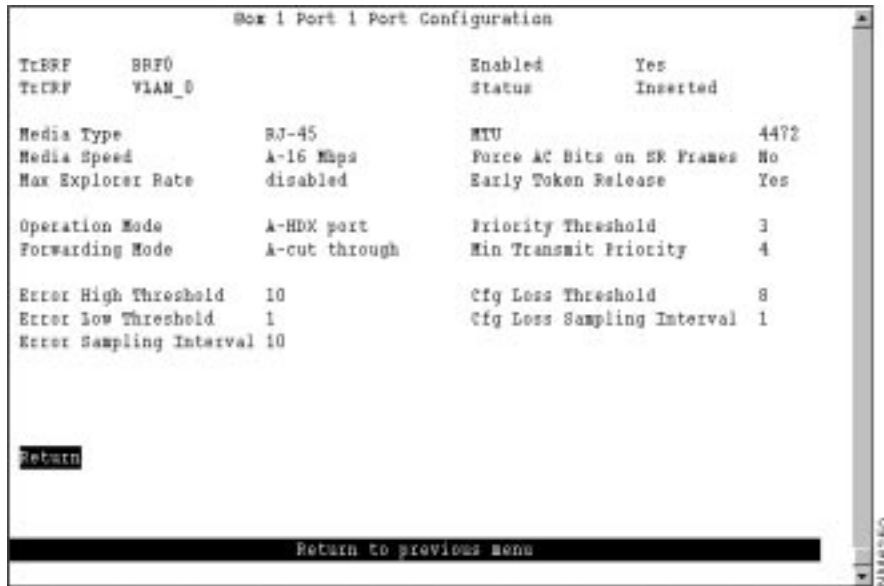 Box 1 Port 1 Port Configuration
TrBRF BRF0 Enabled Yes
TrCRF VLAN_0 Status Inserted
Media Type RJ-45 MTU 4472
Media Speed A-16 Mbps Force AC Bits on SR Frames No
Max Explorer Rate disabled Early Token Release Yes
Operation Mode A-HDX port Priority Threshold 3
Forwarding Mode A-cut through Min Transmit Priority 4
Error High Threshold 10 Cfg Loss Threshold 8
Error Low Threshold 1 Cfg Loss Sampling Interval 1
Error Sampling Interval 10
Return
Return to previous menu